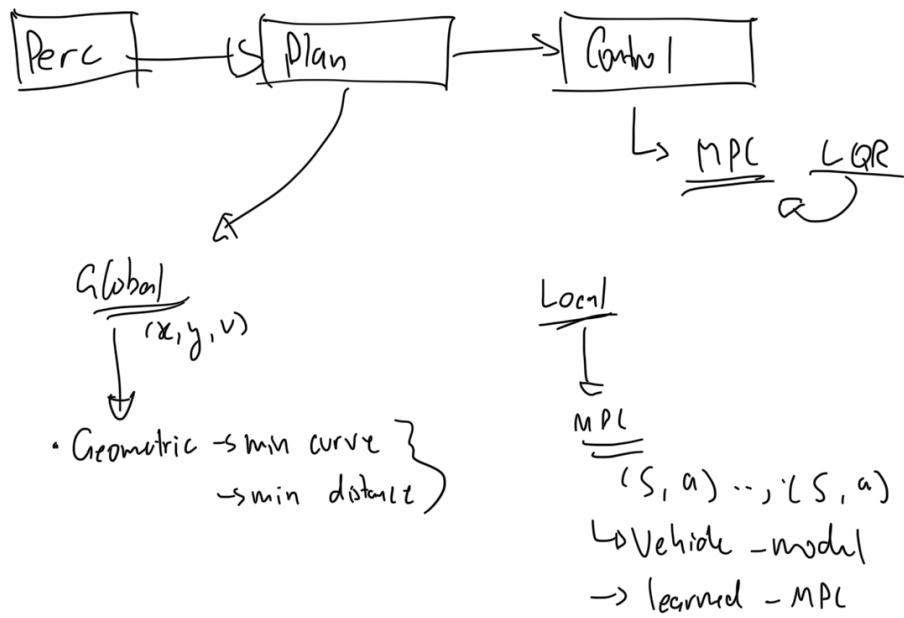 Perc
Plan
Control
MPC LQR
Global
(x, y, v)
Local
MPC
• Geometric → min curve
→ min distance
(S, a) .., (S, a)
↳ Vehicle - model
→ learned - MPC